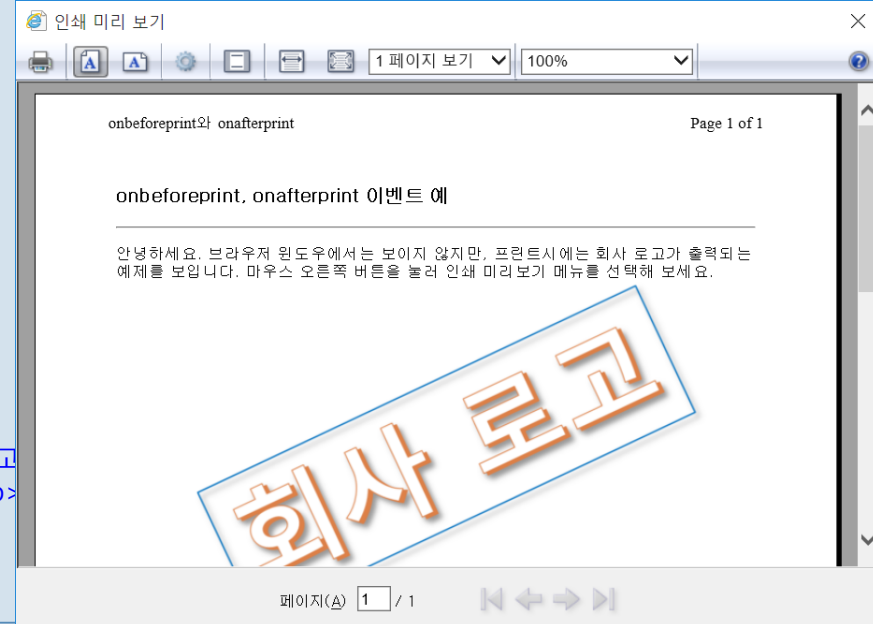 인쇄 미리 보기
1 페이지 보기 100%
onbeforeprint와 onafterprint Page 1 of 1
onbeforeprint, onafterprint 이벤트 예
안녕하세요. 브라우저 윈도우에서는 보이지 않지만, 프린트시에는 회사 로고가 출력되는
예제를 보입니다. 마우스 오른쪽 버튼을 눌러 인쇄 미리보기 메뉴를 선택해 보세요.
회사 로고
고
>
페이지(A) 1 / 1